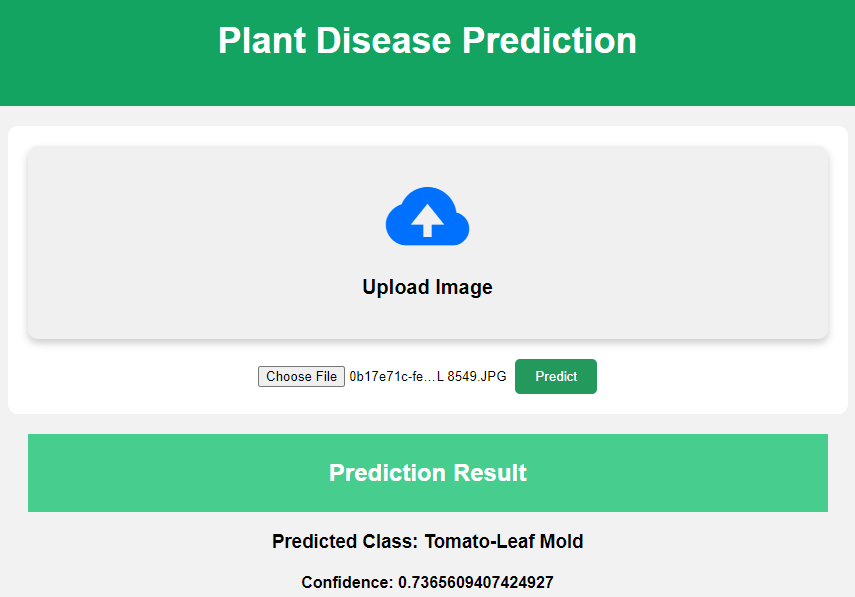 Plant Disease Prediction
Upload Image
Choose File 0b17e71c-fe...L 8549.JPG Predict
Prediction Result
Predicted Class: Tomato-Leaf Mold
Confidence: 0.7365609407424927